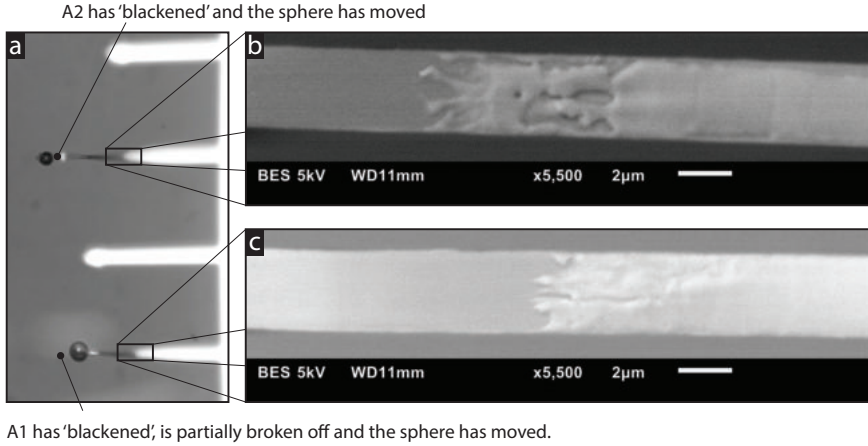 A2 has ‘blackened’ and the sphere has moved
a
b
BES 5kV WD11mm x5,500 2μm
c
BES 5kV WD11mm x5,500 2μm
A1 has ‘blackened’, is partially broken off and the sphere has moved.